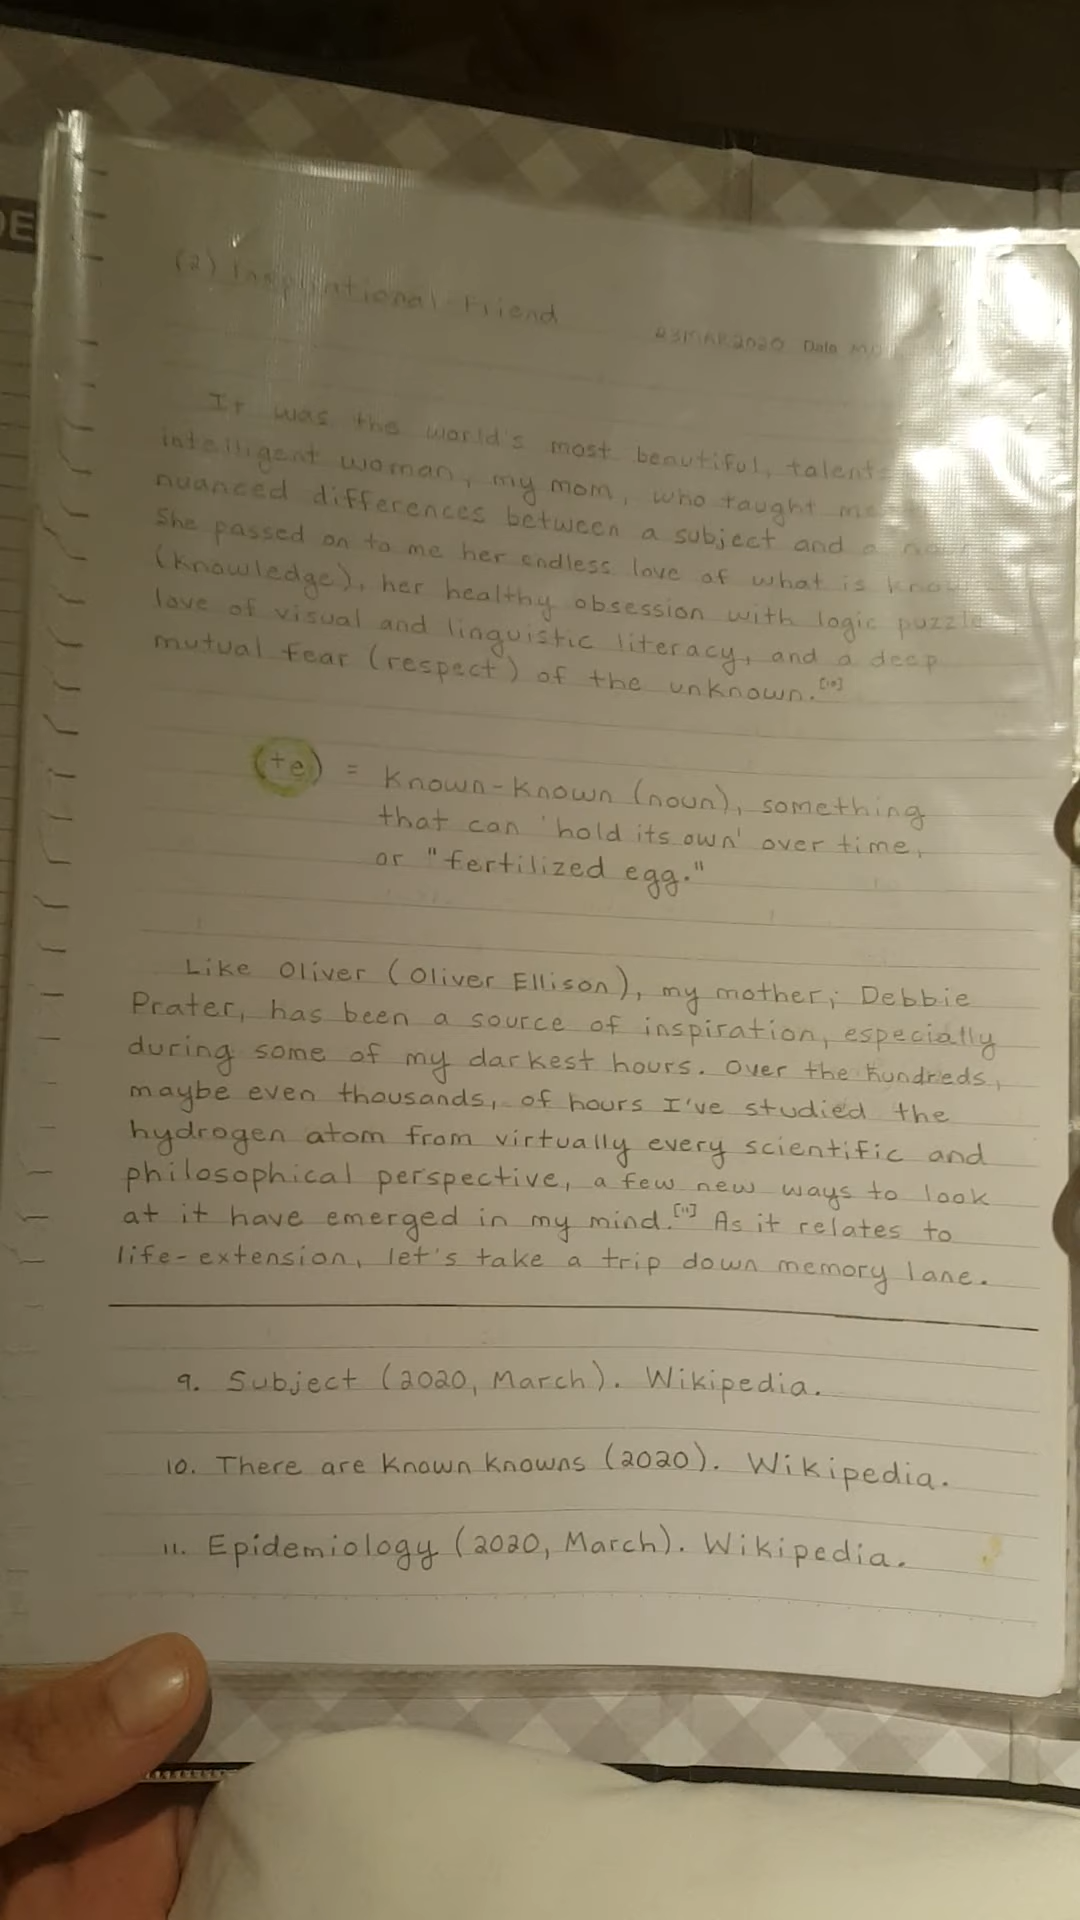 DE
(2) Inspirational-Friend
23MAR2020 Date
It was the world's most beautiful,
intelligent woman, my mom, who taught me
nuanced differences between a subject and a
She passed on to me her endless love of what is
(knowledge), her healthy obsession with logic
love of visual and linguistic literacy, and a deep
mutual fear (respect) of the unknown.[10]
(+e) = Known-Known (noun), something
that can 'hold its own' over time,
or "fertilized egg."
Like Oliver (Oliver Ellison), my mother; Debbie
Prater, has been a source of inspiration, especially
during some of my darkest hours. Over the hundreds,
maybe even thousands, of hours I've studied the
hydrogen atom from virtually every scientific and
philosophical perspective, a few new ways to look
at it have emerged in my mind.[11] As it relates to
life-extension, let's take a trip down memory lane.
9. Subject (2020, March). Wikipedia.
10. There are Known Knowns (2020). Wikipedia.
11. Epidemiology (2020, March). Wikipedia.